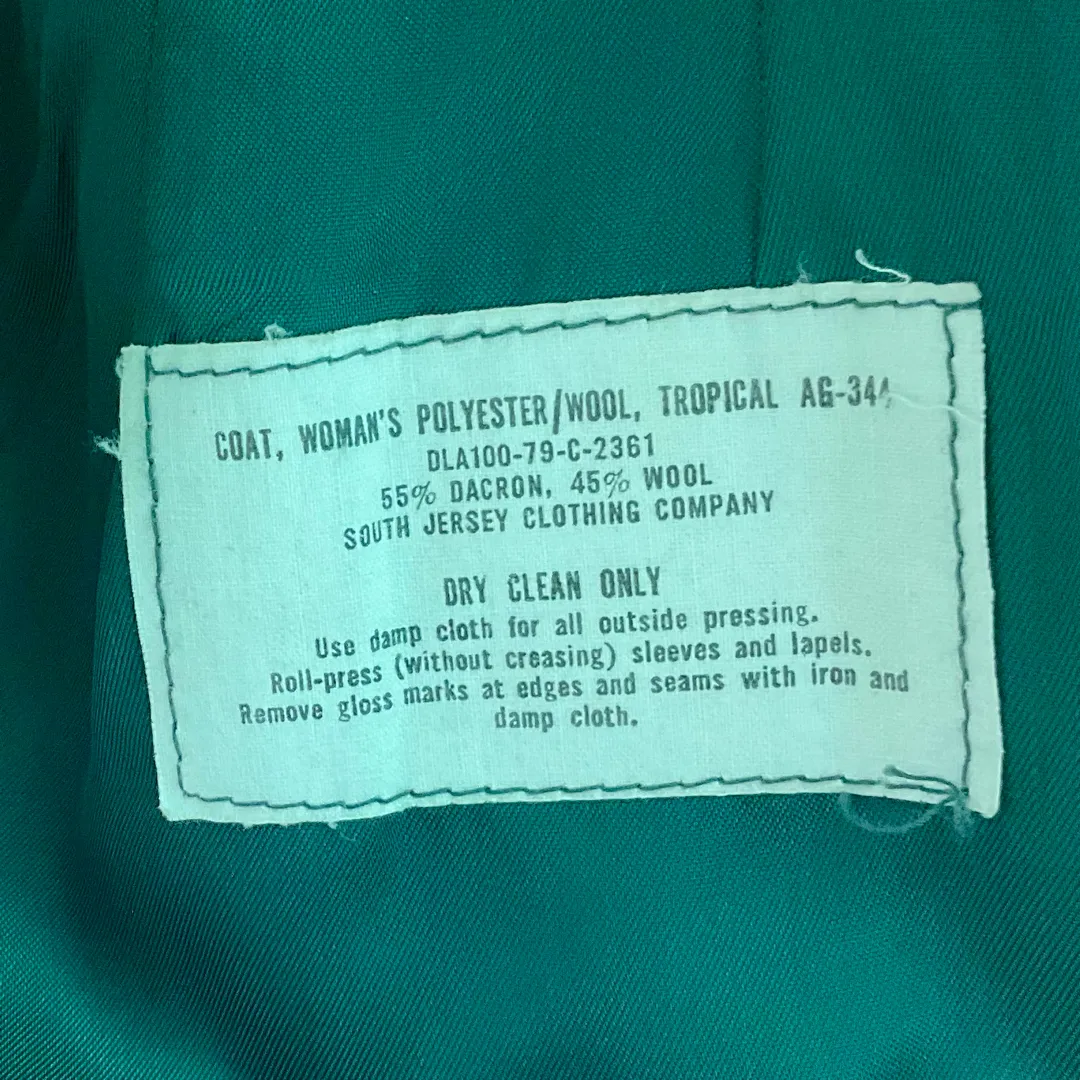 COAT, WOMAN'S POLYESTER/WOOL, TROPICAL AG-344
DLA100-79-C-2361
55% DACRON, 45% WOOL
SOUTH JERSEY CLOTHING COMPANY
DRY CLEAN ONLY
Use damp cloth for all outside pressing.
Roll-press (without creasing) sleeves and lapels.
Remove gloss marks at edges and seams with iron and
damp cloth.